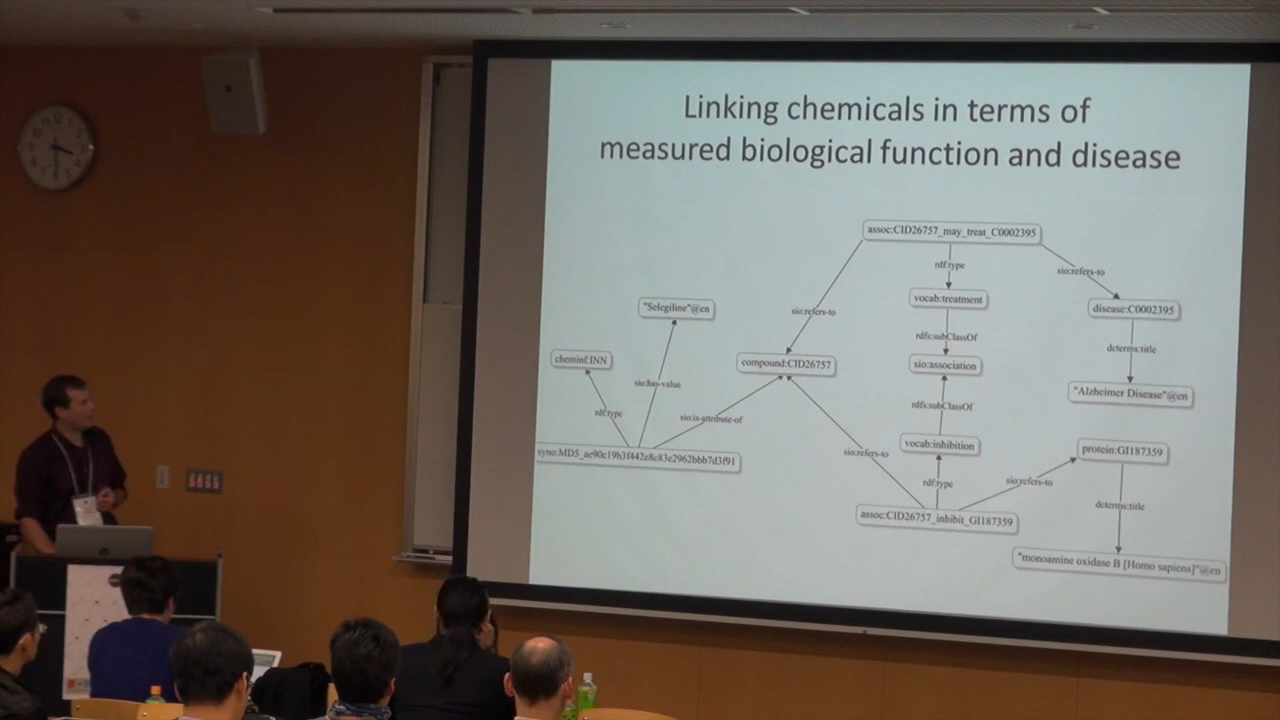 Linking chemicals in terms of
measured biological function and disease
assoc:CID26757_may_treat_C0002395
rdf:type
sio:refers-to
"Selegiline"@en
sio:refers-to
vocab:treatment
disease:C0002395
rdfs:subClassOf
dcterms:title
cheminf:INN
compound:CID26757
sio:association
sio:has-value
"Alzheimer Disease"@en
rdf:type
sio:is-attribute-of
rdfs:subClassOf
vocab:inhibition
protein:GI187359
sio:refers-to
rdf:type
sio:refers-to
dcterms:title
assoc:CID26757_inhibit_GI187359
"monoamine oxidase B [Homo sapiens]"@en